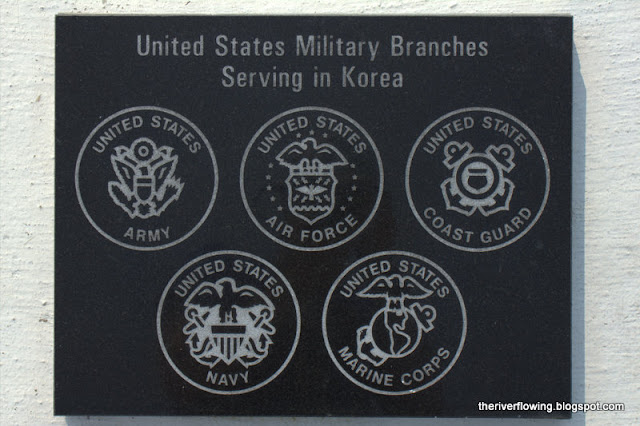 United States Military Branches
Serving in Korea
UNITED STATES
ARMY
UNITED STATES
AIR FORCE
UNITED STATES
COAST GUARD
UNITED STATES
NAVY
UNITED STATES
MARINE CORPS
theriverflowing.blogspot.com